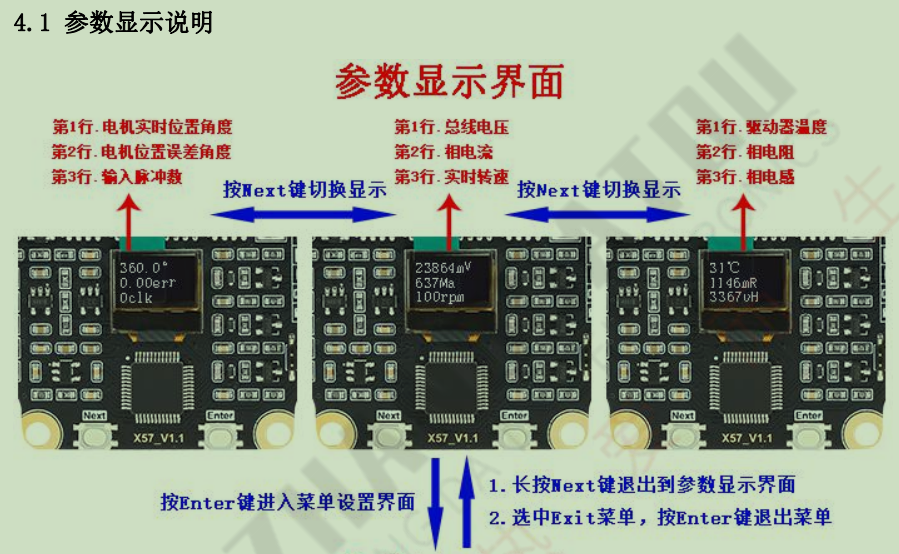 4.1 参数显示说明
参数显示界面
第1行.电机实时位置角度
第2行.电机位置误差角度
第3行.输入脉冲数
第1行.总线电压
第2行.相电流
第3行.实时转速
第1行.驱动器温度
第2行.相电阻
第3行.相电感
按Next键切换显示
按Next键切换显示
360.0°
0.00err
0clk
23864mV
637Ma
100rpm
31℃
1146mR
3367uH
Next
Enter
X57_V1.1
Next
Enter
X57_V1.1
Next
Enter
X57_V1.1
按Enter键进入菜单设置界面
1.长按Next键退出到参数显示界面
2.选中Exit菜单，按Enter键退出菜单